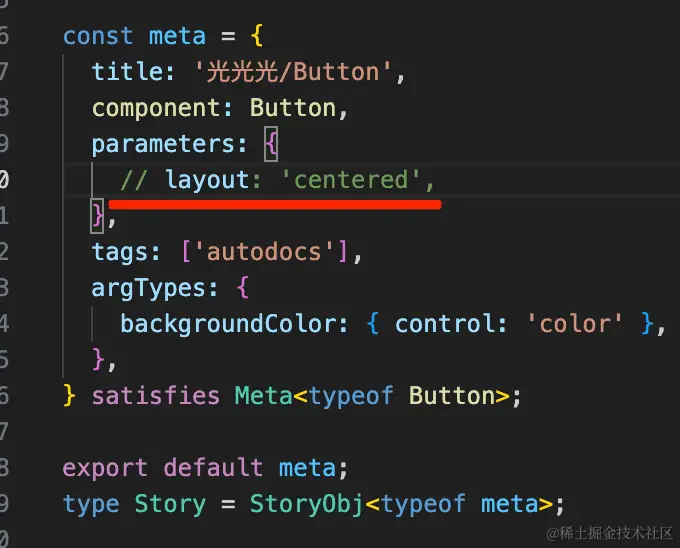 6 const meta = {
7 title: '光光光/Button',
8 component: Button,
9 parameters: {
0 // layout: 'centered',
1 },
2 tags: ['autodocs'],
3 argTypes: {
4 backgroundColor: { control: 'color' },
5 },
6 } satisfies Meta<typeof Button>;
7
8 export default meta;
9 type Story = StoryObj<typeof meta>;
0
@稀土掘金技术社区